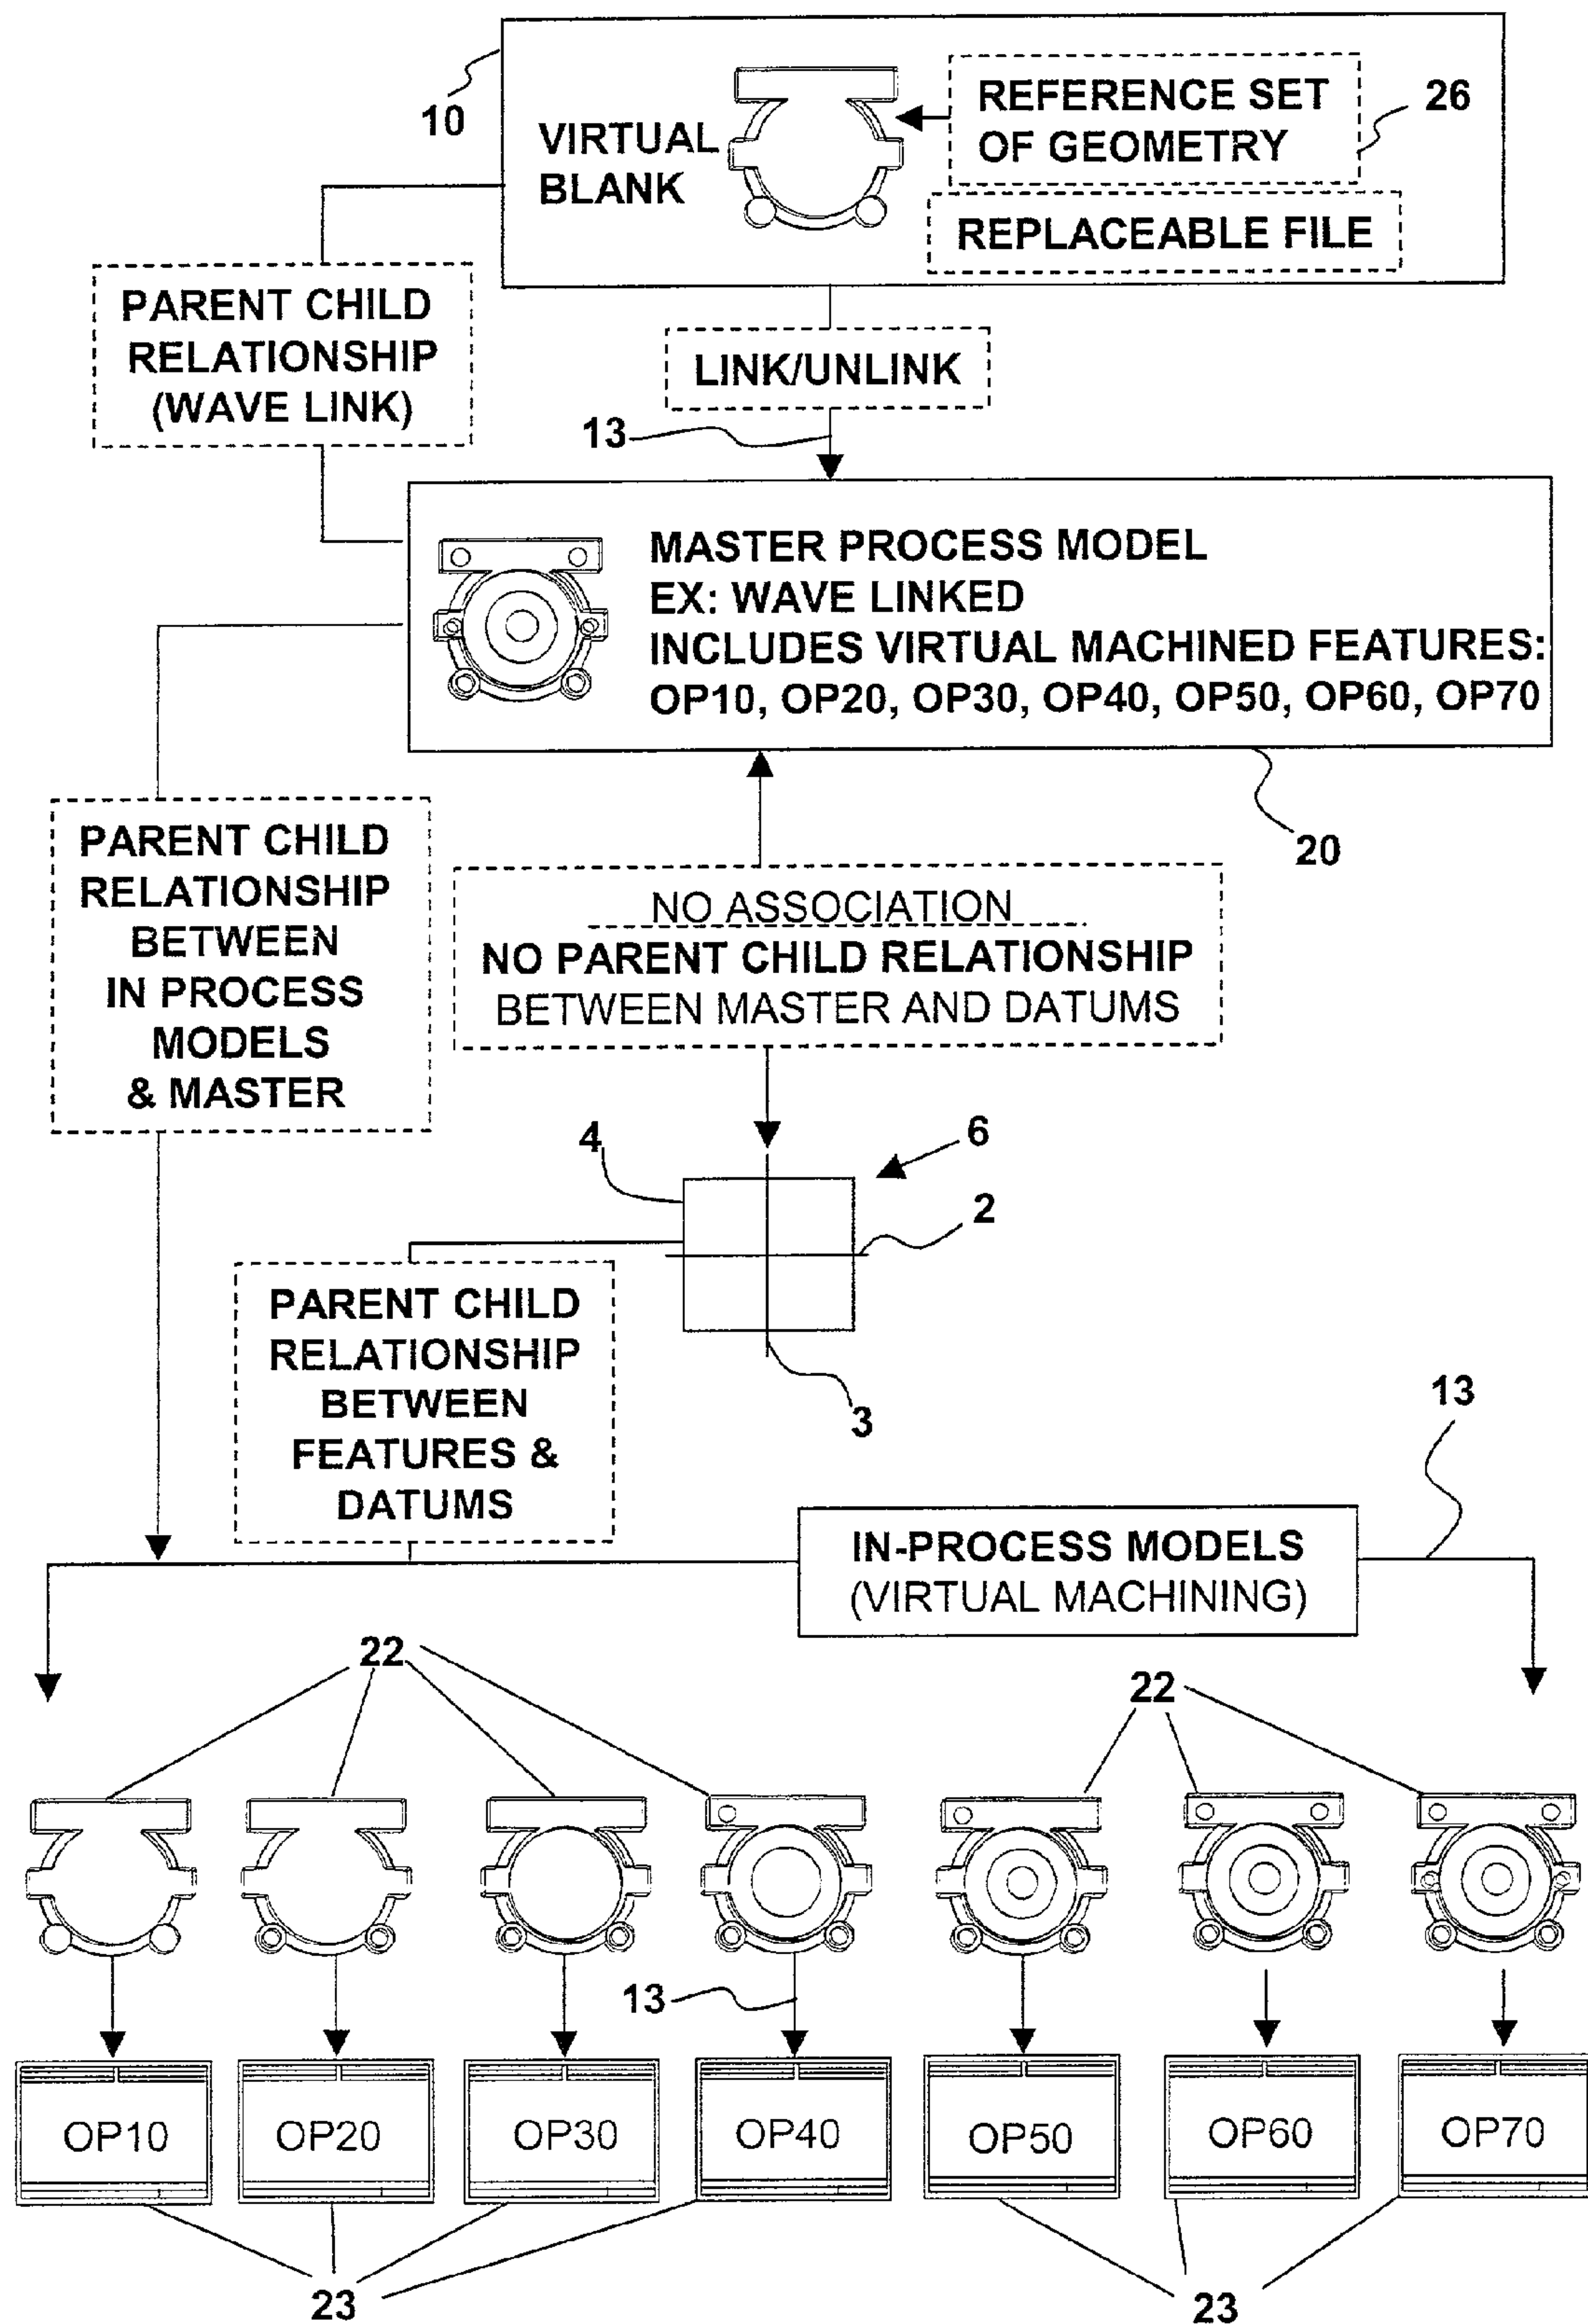 10
VIRTUAL
BLANK
REFERENCE SET
OF GEOMETRY
26
REPLACEABLE FILE
PARENT CHILD
RELATIONSHIP
(WAVE LINK)
LINK/UNLINK
13
MASTER PROCESS MODEL
EX: WAVE LINKED
INCLUDES VIRTUAL MACHINED FEATURES:
OP10, OP20, OP30, OP40, OP50, OP60, OP70
20
PARENT CHILD
RELATIONSHIP
BETWEEN
IN PROCESS
MODELS
& MASTER
NO ASSOCIATION
NO PARENT CHILD RELATIONSHIP
BETWEEN MASTER AND DATUMS
4
6
2
3
PARENT CHILD
RELATIONSHIP
BETWEEN
FEATURES &
DATUMS
13
IN-PROCESS MODELS
(VIRTUAL MACHINING)
22
22
13
OP10
OP20
OP30
OP40
OP50
OP60
OP70
23
23